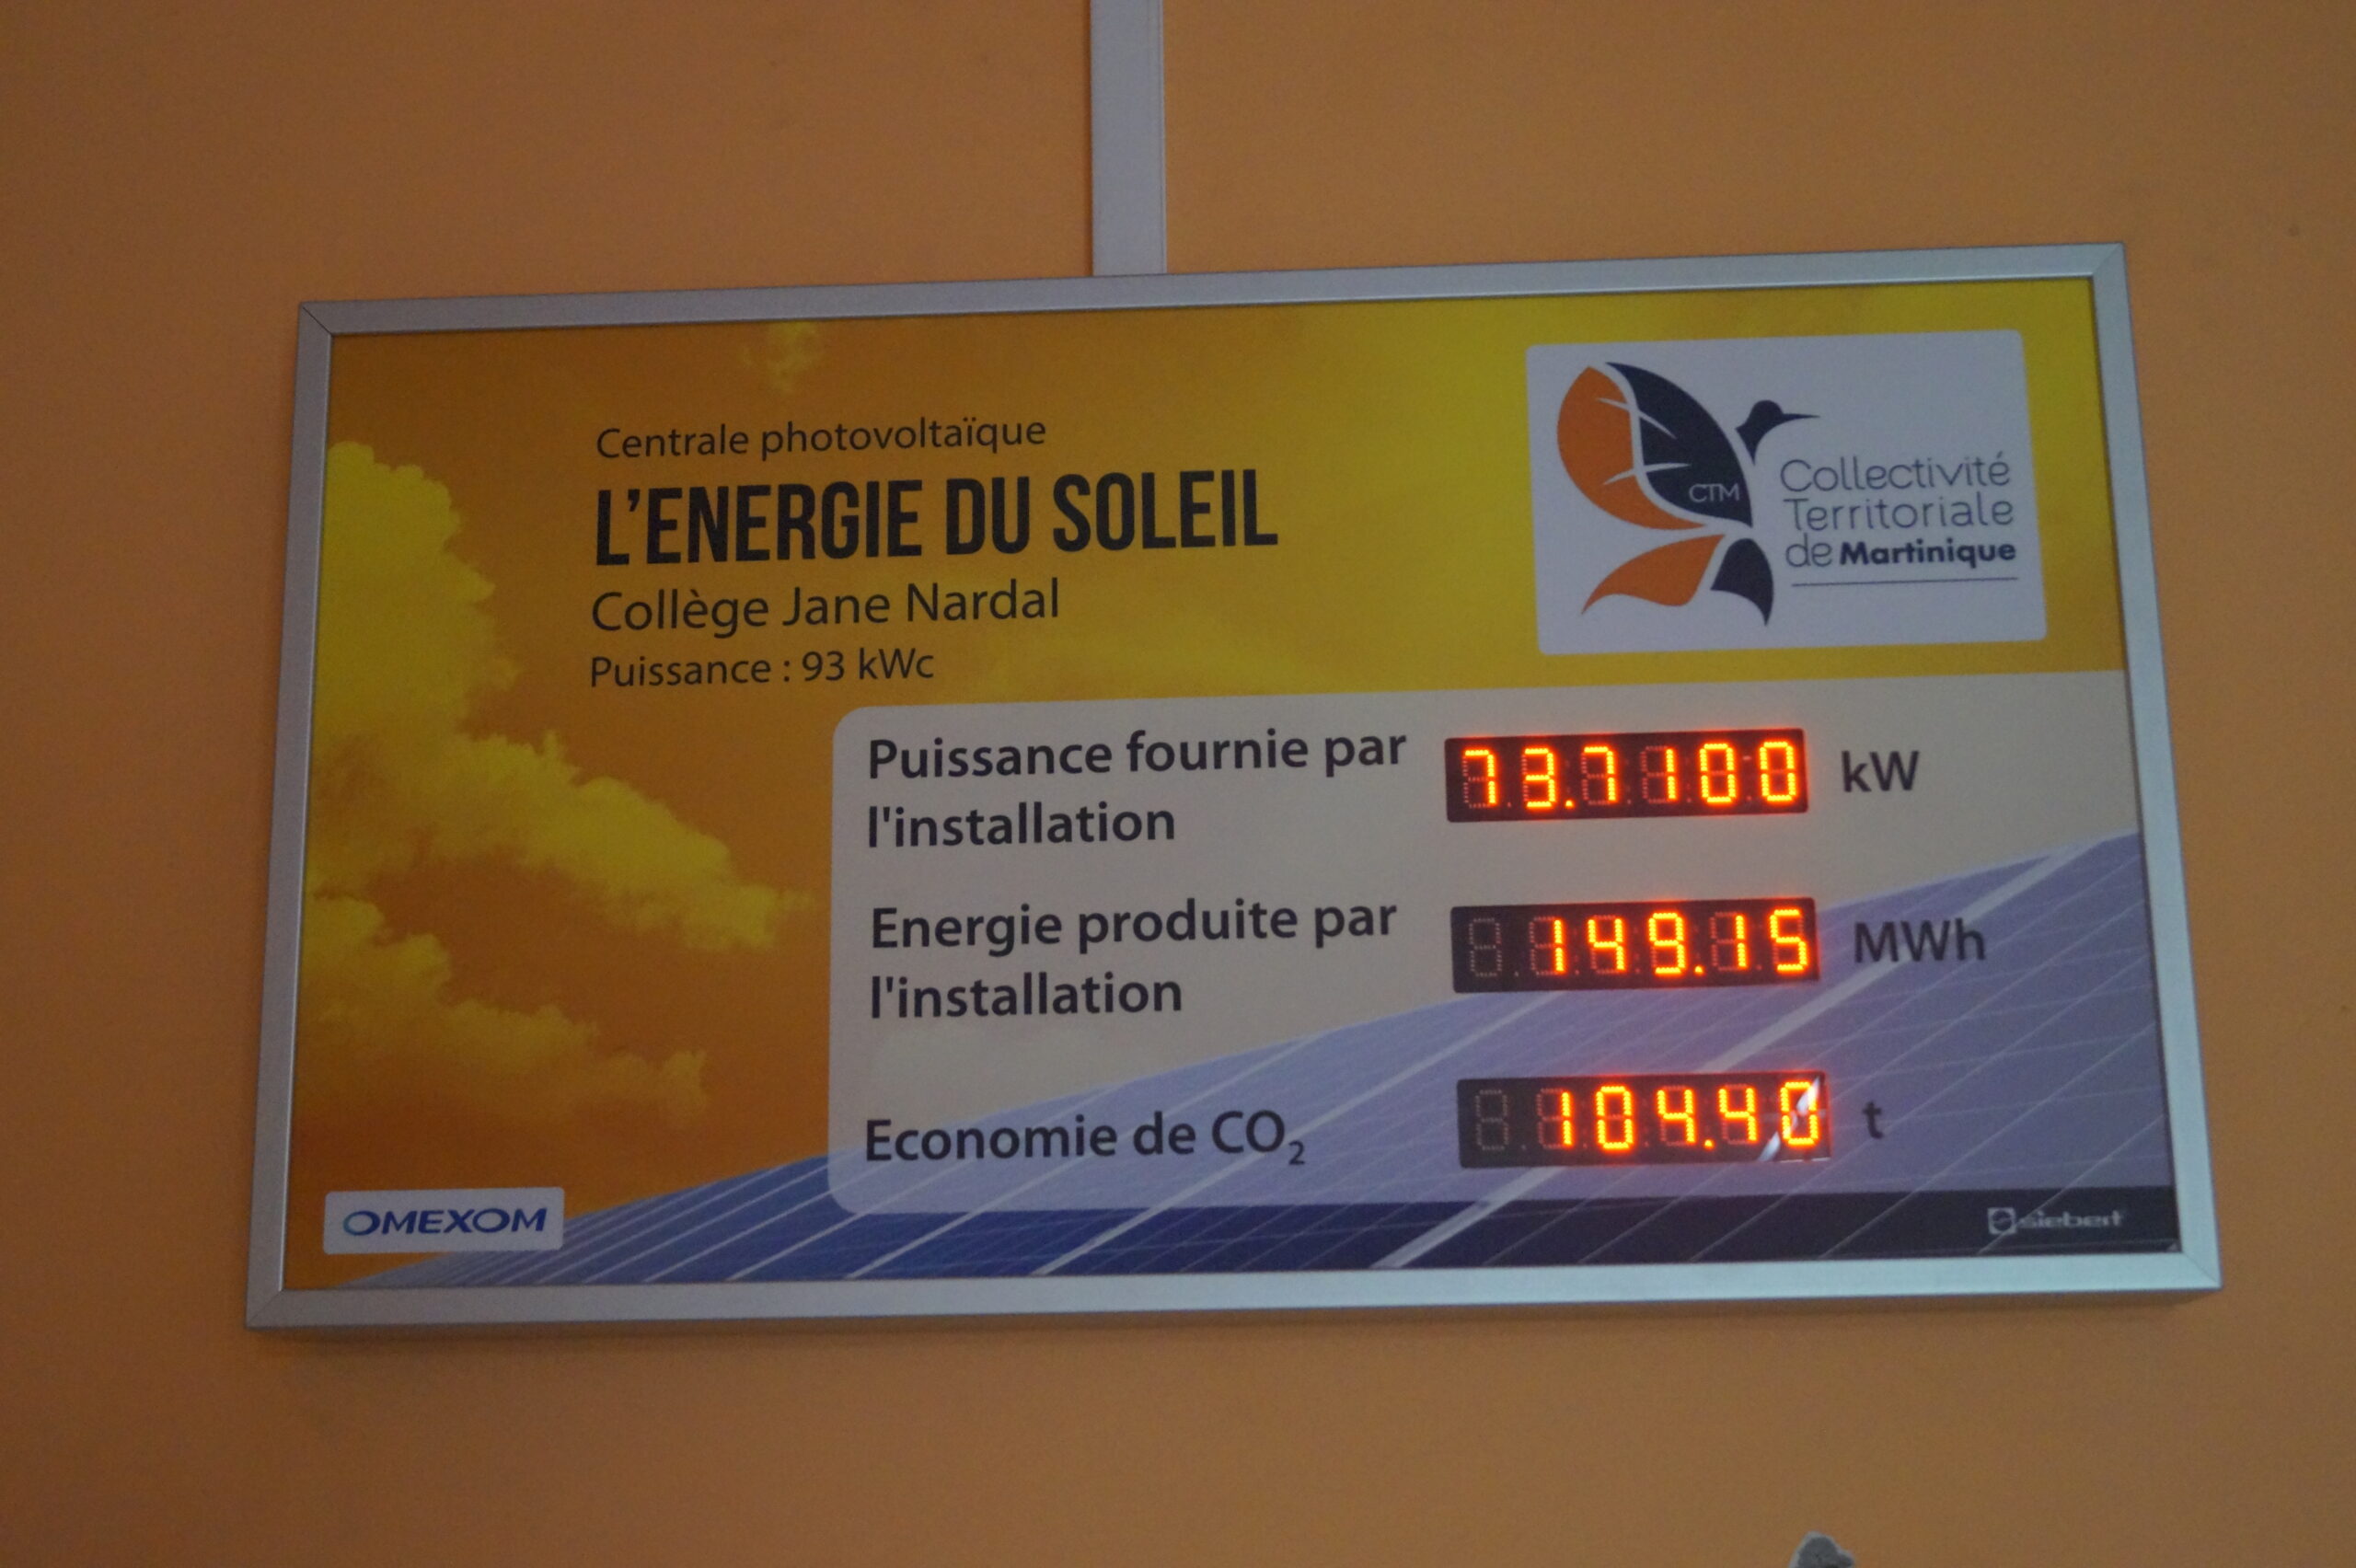 Centrale photovoltaïque
L'ENERGIE DU SOLEIL
Collège Jane Nardal
Puissance : 93 kWc
CTM
Collectivité
Territoriale
de Martinique
Puissance fournie par
l'installation
73.7100 kW
Energie produite par
l'installation
149.15 MWh
Economie de CO₂
104.40 t
OMEXOM
siebert